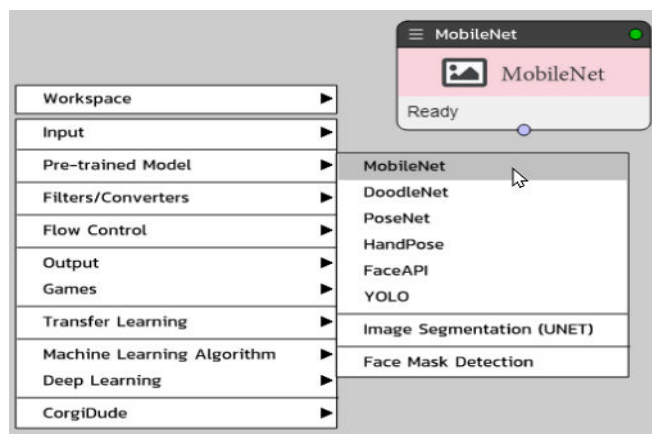 MobileNet
MobileNet
Ready
Workspace
Input
Pre-trained Model
Filters/Converters
Flow Control
Output
Games
Transfer Learning
Machine Learning Algorithm
Deep Learning
CorgiDude
MobileNet
DoodleNet
PoseNet
HandPose
FaceAPI
YOLO
Image Segmentation (UNET)
Face Mask Detection